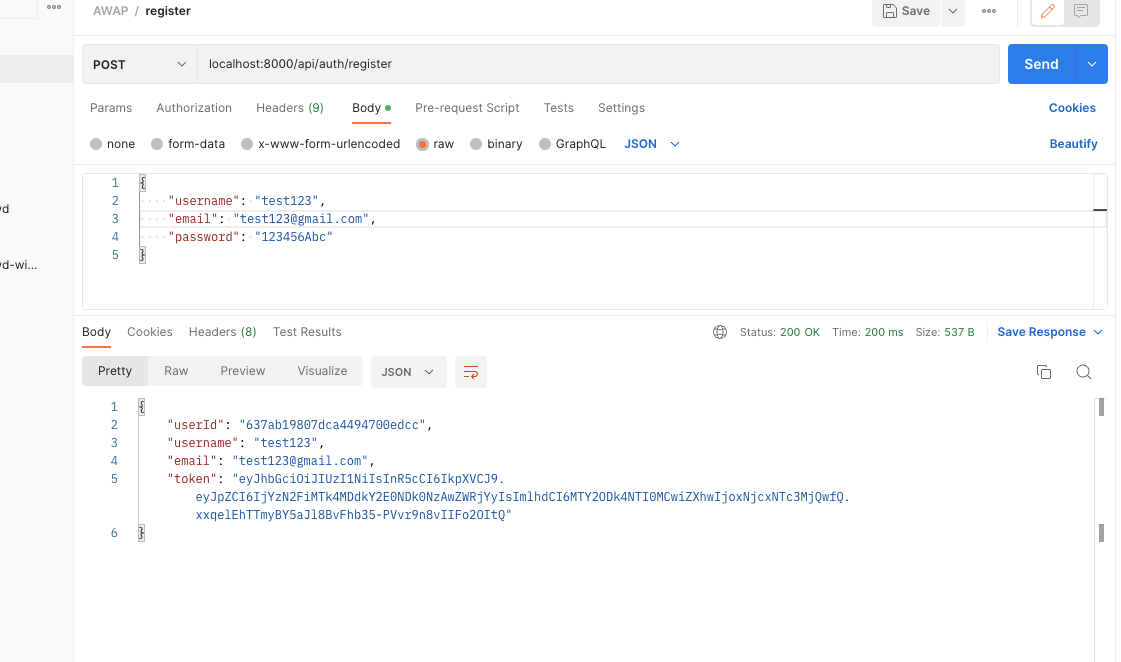 AWAP / register
Save
POST
localhost:8000/api/auth/register
Send
Params Authorization Headers (9) Body Pre-request Script Tests Settings Cookies
none form-data x-www-form-urlencoded raw binary GraphQL JSON Beautify
1 {
2 "username": "test123",
3 "email": "test123@gmail.com",
4 "password": "123456Abc"
5 }
Body Cookies Headers (8) Test Results Status: 200 OK Time: 200 ms Size: 537 B Save Response
Pretty Raw Preview Visualize JSON
1 {
2 "userId": "637ab19807dca4494700edcc",
3 "username": "test123",
4 "email": "test123@gmail.com",
5 "token": "eyJhbGciOiJIUzI1NiIsInR5cCI6IkpXVCJ9.
eyJpZCI6IjYzN2FiMTk4MDdkY2E0NDk0NzAwZWRjYyIsImlhdCI6MTY2ODk4NTI0MCwiZXhwIjoxNjcxNTc3MjQwfQ.
xxqelEhTTmyBY5aJl8BvFhb35-PVvr9n8vIIFo2OItQ"
6 }